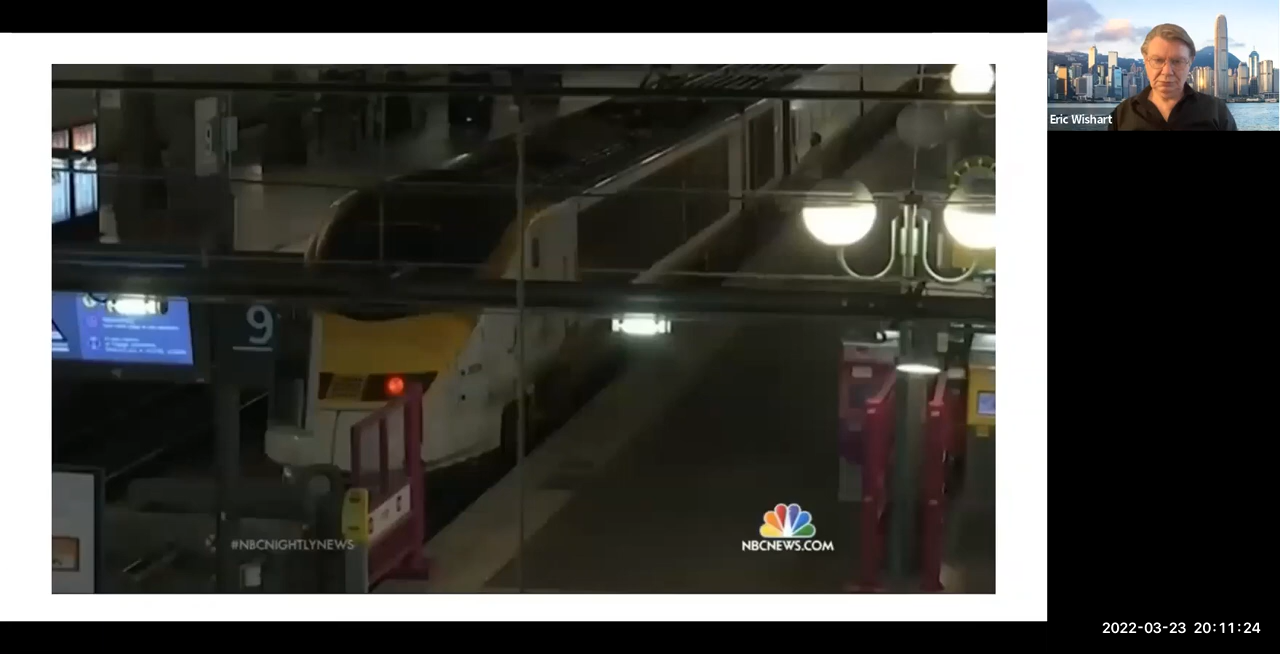 Eric Wishart
9
#NBCNIGHTLYNEWS
NBCNEWS.COM
2022-03-23 20:11:24